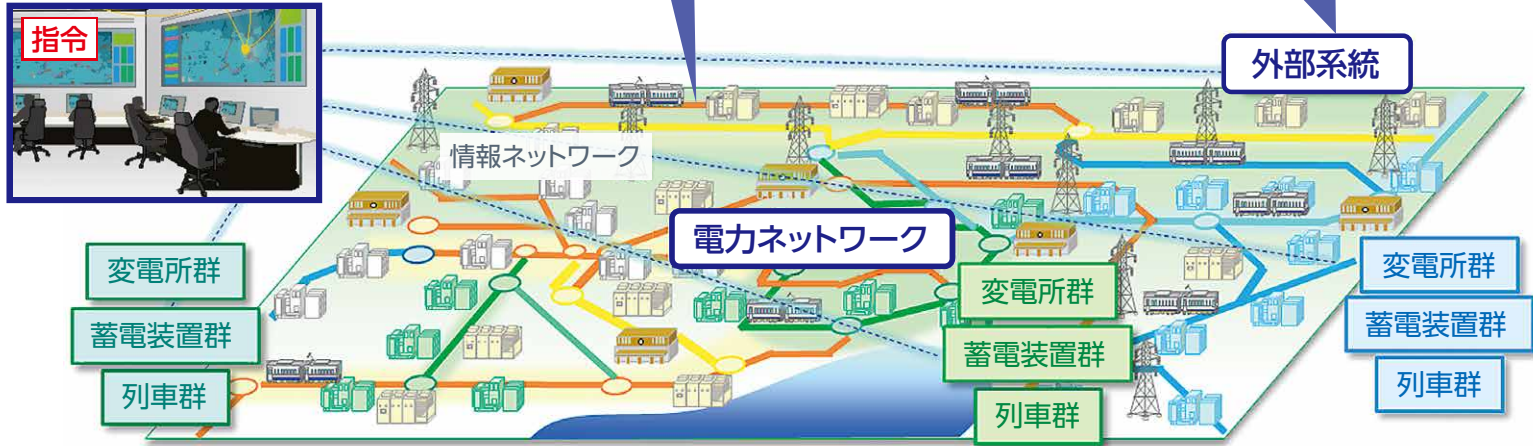 指令
外部系統
情報ネットワーク
電力ネットワーク
変電所群
蓄電装置群
列車群
変電所群
蓄電装置群
列車群
変電所群
蓄電装置群
列車群